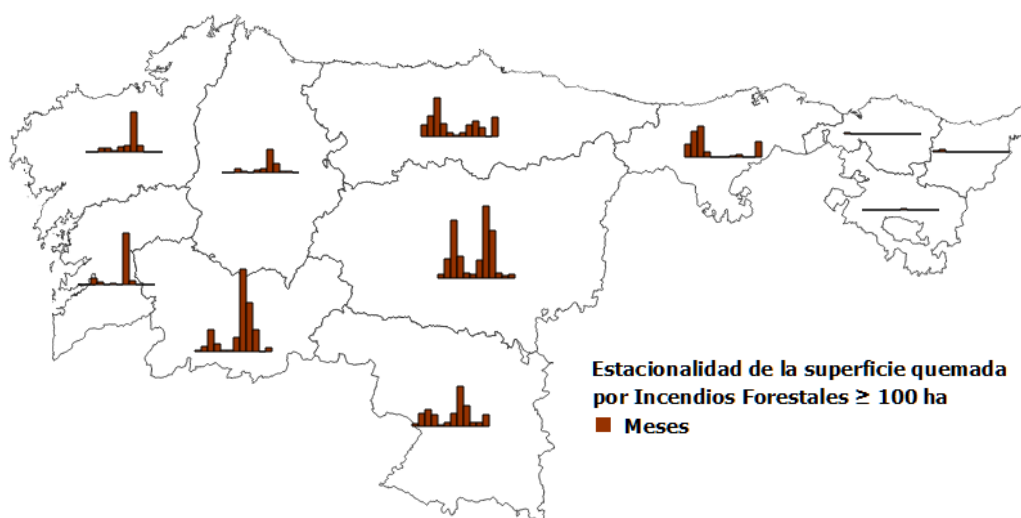 Estacionalidad de la superficie quemada
por Incendios Forestales ≥ 100 ha
Meses